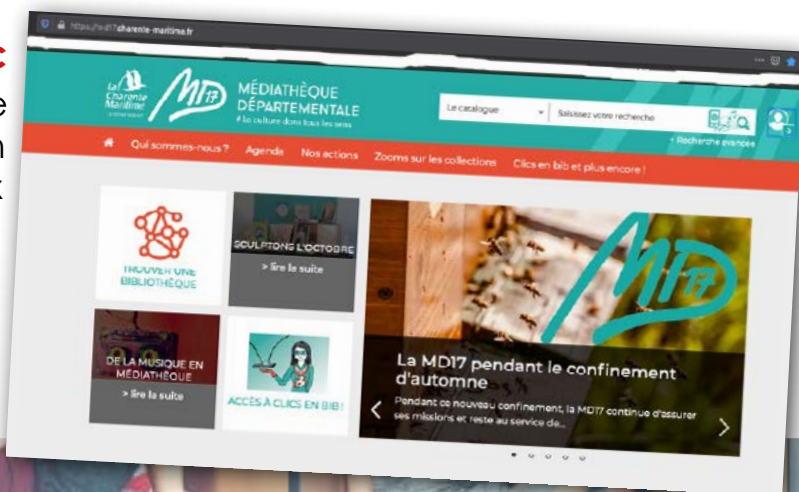 charente-maritime.fr
La
Charente
Maritime
MD17
MÉDIATHÈQUE
DÉPARTEMENTALE
# La culture dans tous les sens
Le catalogue
Saisissez votre recherche
+ Recherche avancée
Qui sommes-nous ?
Agenda
Nos actions
Zooms sur les collections
Clics en bib et plus encore !
TROUVER UNE
BIBLIOTHÈQUE
SCULPTONS L'OCTOBRE
> lire la suite
DE LA MUSIQUE EN
MÉDIATHÈQUE
> lire la suite
ACCÈS À CLICS EN BIB !
MD17
La MD17 pendant le confinement
d'automne
Pendant ce nouveau confinement, la MD17 continue d'assurer
ses missions et reste au service de...